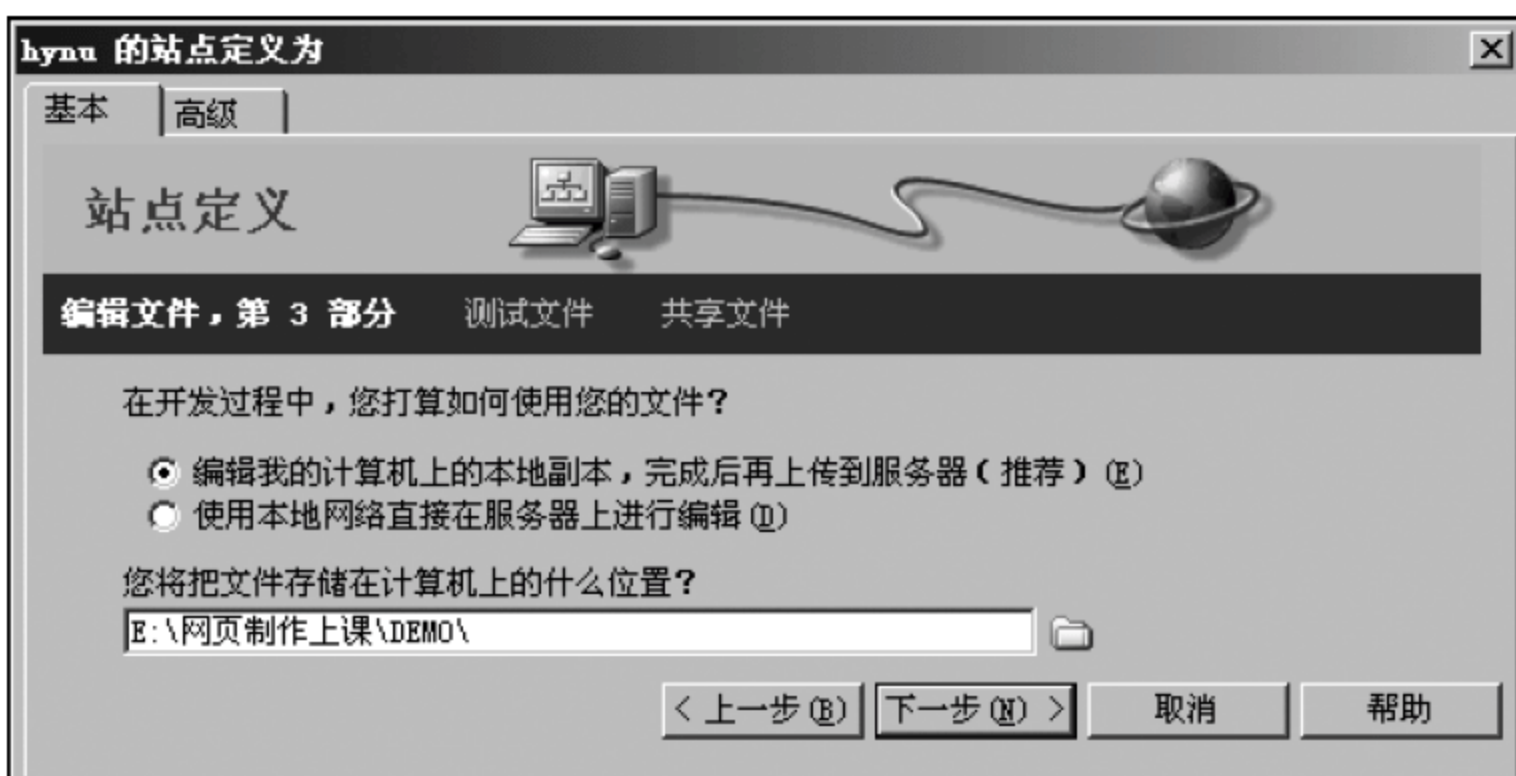 hynu 的站点定义为
基本 高级
站点定义
编辑文件，第 3 部分 测试文件 共享文件
在开发过程中，您打算如何使用您的文件?
编辑我的计算机上的本地副本，完成后再上传到服务器(推荐)(E)
使用本地网络直接在服务器上进行编辑(D)
您将把文件存储在计算机上的什么位置?
E:\网页制作上课\DEMO\
< 上一步(B) 下一步(N) > 取消 帮助